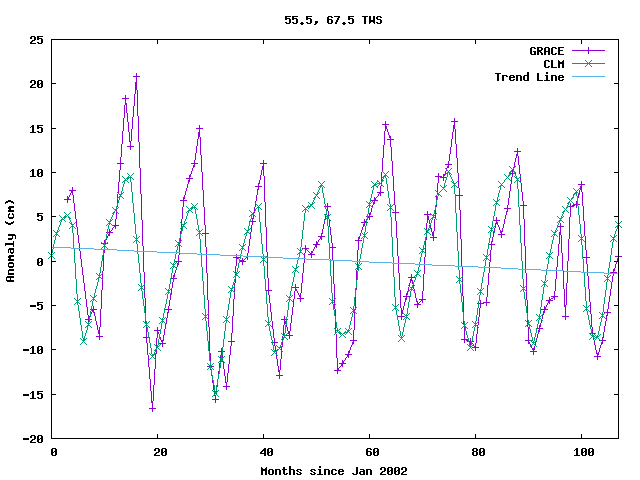 55.5, 67.5 TWS
GRACE
CLM
Trend Line
25
20
15
10
5
0
-5
-10
-15
-20
Anomaly (cm)
0 20 40 60 80 100
Months since Jan 2002